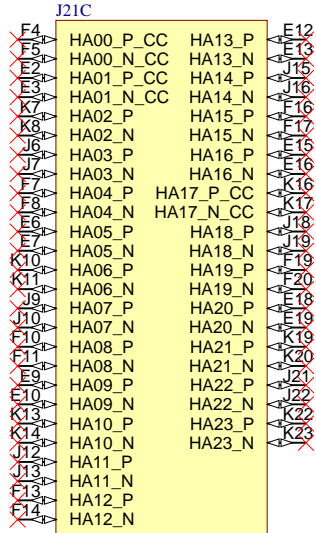 J21C
F4 HA00_P_CC HA13_P E12
F5 HA00_N_CC HA13_N E13
E2 HA01_P_CC HA14_P J15
E3 HA01_N_CC HA14_N J16
K7 HA02_P HA15_P F16
K8 HA02_N HA15_N F17
J6 HA03_P HA16_P E15
J7 HA03_N HA16_N E16
F7 HA04_P HA17_P_CC K16
F8 HA04_N HA17_N_CC K17
E6 HA05_P HA18_P J18
E7 HA05_N HA18_N J19
K10 HA06_P HA19_P F19
K11 HA06_N HA19_N F20
J9 HA07_P HA20_P E18
J10 HA07_N HA20_N E19
F10 HA08_P HA21_P K19
F11 HA08_N HA21_N K20
E9 HA09_P HA22_P J21
E10 HA09_N HA22_N J22
K13 HA10_P HA23_P K22
K14 HA10_N HA23_N K23
J12 HA11_P
J13 HA11_N
F13 HA12_P
F14 HA12_N